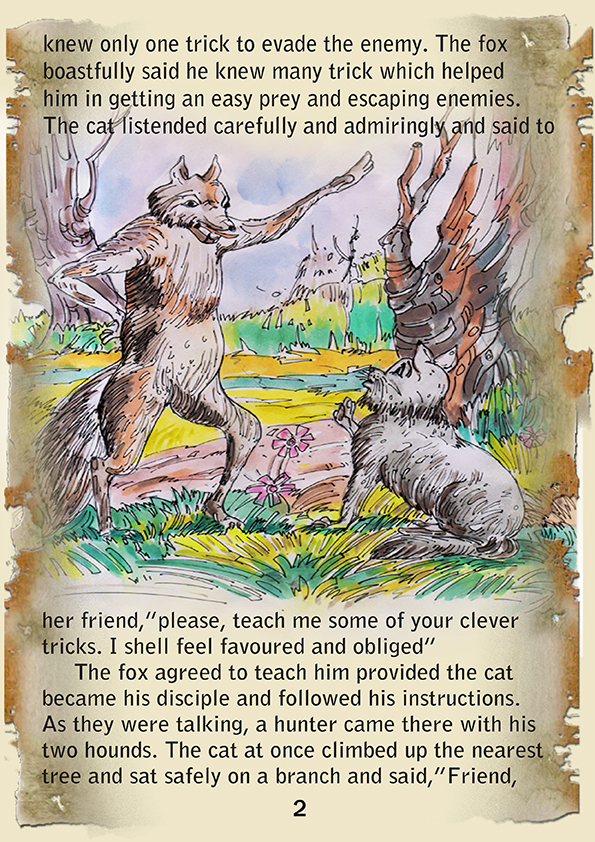 knew only one trick to evade the enemy. The fox
boastfully said he knew many trick which helped
him in getting an easy prey and escaping enemies.
The cat listended carefully and admiringly and said to
her friend,“please, teach me some of your clever
tricks. I shell feel favoured and obliged”
The fox agreed to teach him provided the cat
became his disciple and followed his instructions.
As they were talking, a hunter came there with his
two hounds. The cat at once climbed up the nearest
tree and sat safely on a branch and said,“Friend,
2